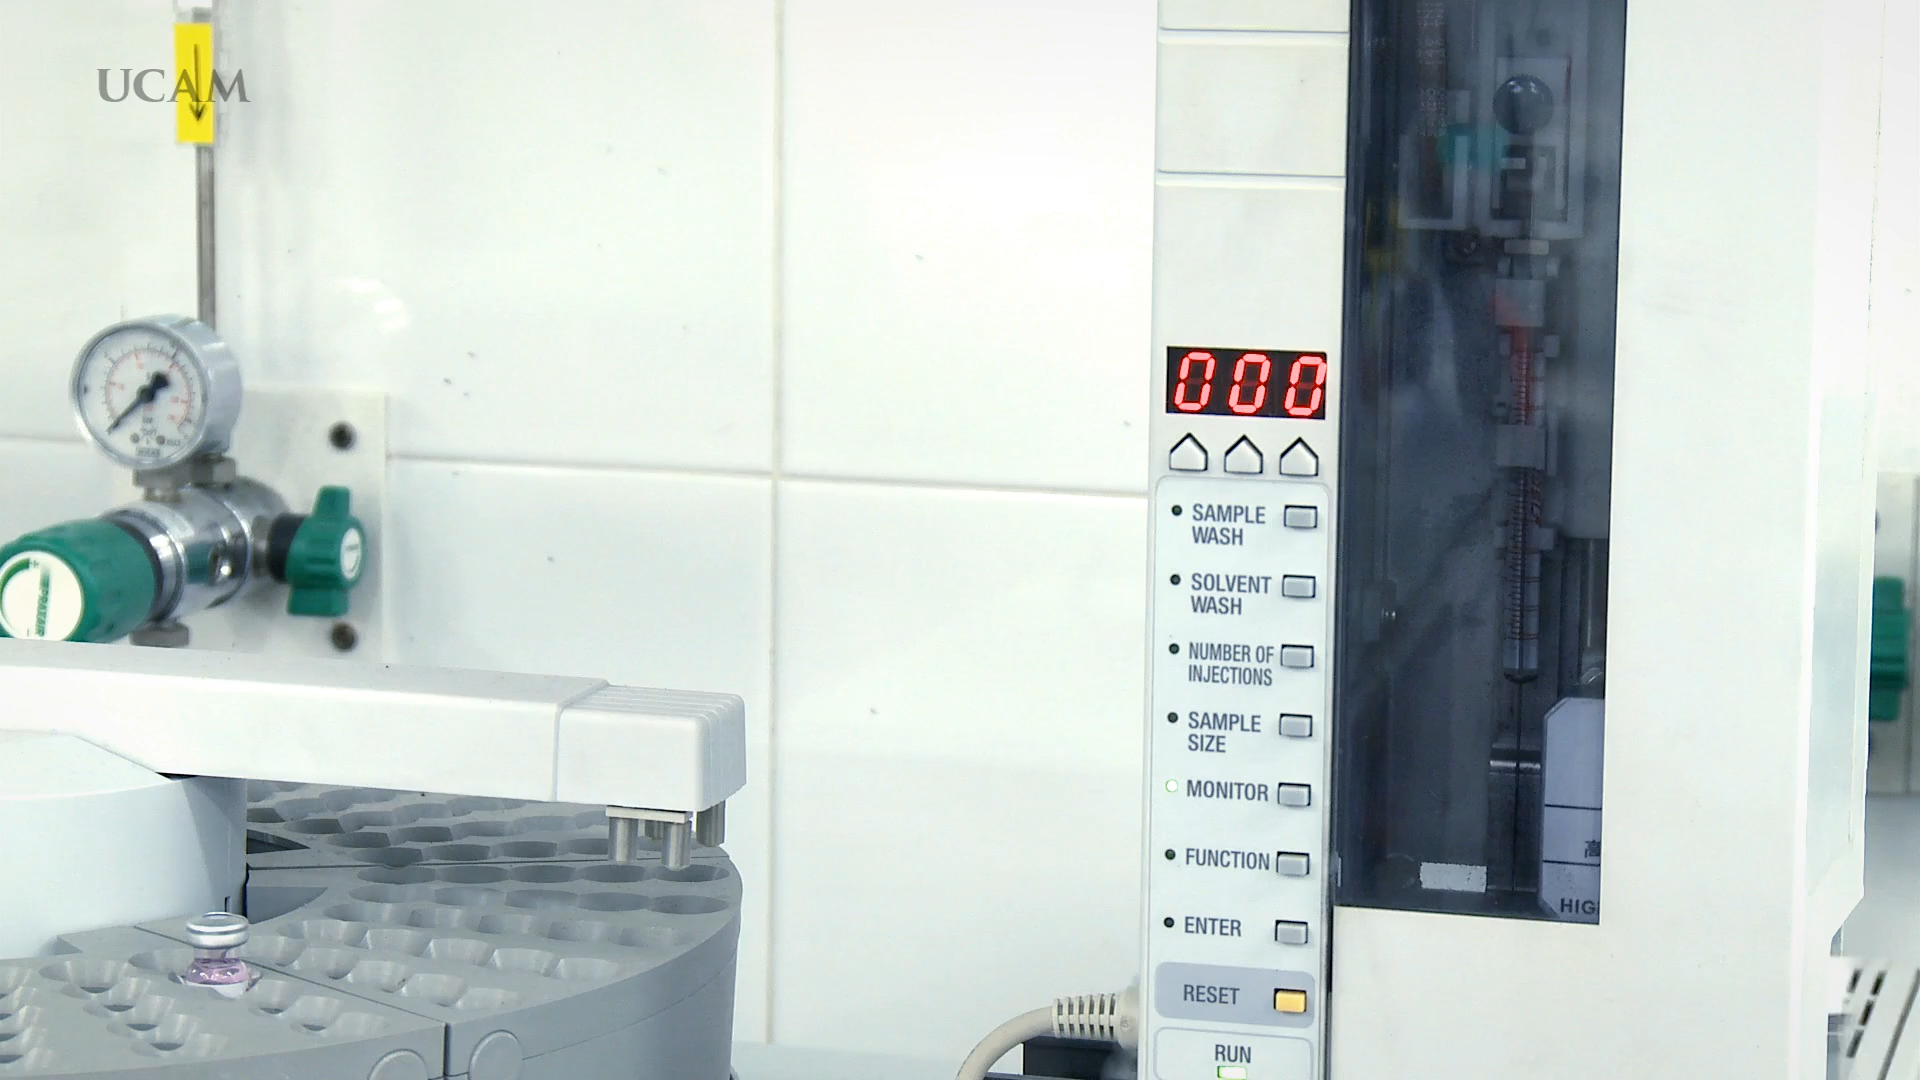 UCAM
000
SAMPLE
WASH
SOLVENT
WASH
NUMBER OF
INJECTIONS
SAMPLE
SIZE
MONITOR
FUNCTION
ENTER
RESET
RUN